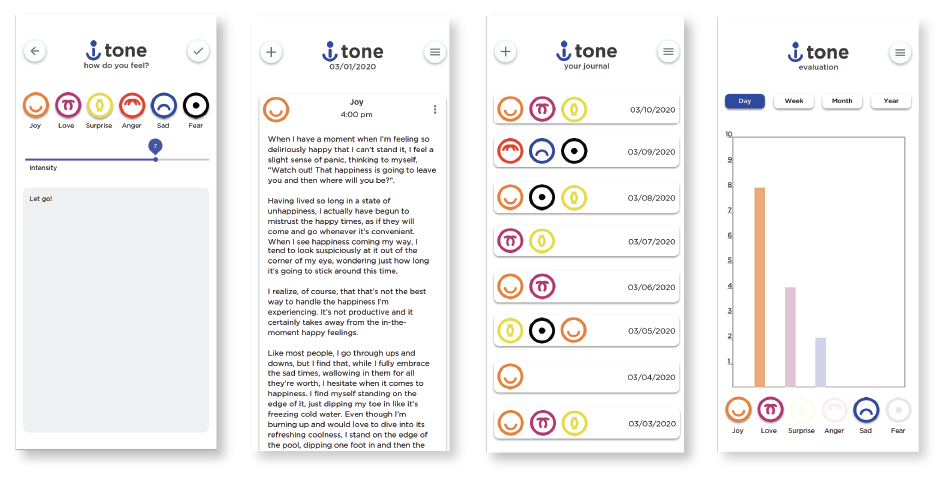 tone
how do you feel?
Joy Love Surprise Anger Sad Fear
7
Intensity
Let go!
tone
03/01/2020
Joy
4:00 pm
When I have a moment when I'm feeling so
deliriously happy that I can't stand it, I feel a
slight sense of panic, thinking to myself,
"Watch out! That happiness is going to leave
you and then where will you be?".
Having lived so long in a state of
unhappiness, I actually have begun to
mistrust the happy times, as if they will
come and go whenever it's convenient.
When I see happiness coming my way, I
tend to look suspiciously at it out of the
corner of my eye, wondering just how long
it's going to stick around this time.
I realize, of course, that that's not the best
way to handle the happiness I'm
experiencing. It's not productive and it
certainly takes away from the in-the-
moment happy feelings.
Like most people, I go through ups and
downs, but I find that, while I fully embrace
the sad times, wallowing in them for all
they're worth, I hesitate when it comes to
happiness. I find myself standing on the
edge of it, just dipping my toe in like it's
freezing cold water. Even though I'm
burning up and would love to dive into its
refreshing coolness, I stand on the edge of
the pool, dipping one foot in and then the
tone
your journal
03/10/2020
03/09/2020
03/08/2020
03/07/2020
03/06/2020
03/05/2020
03/04/2020
03/03/2020
tone
evaluation
Day Week Month Year
10
9
8
7
6
5
4
3
2
1
Joy Love Surprise Anger Sad Fear